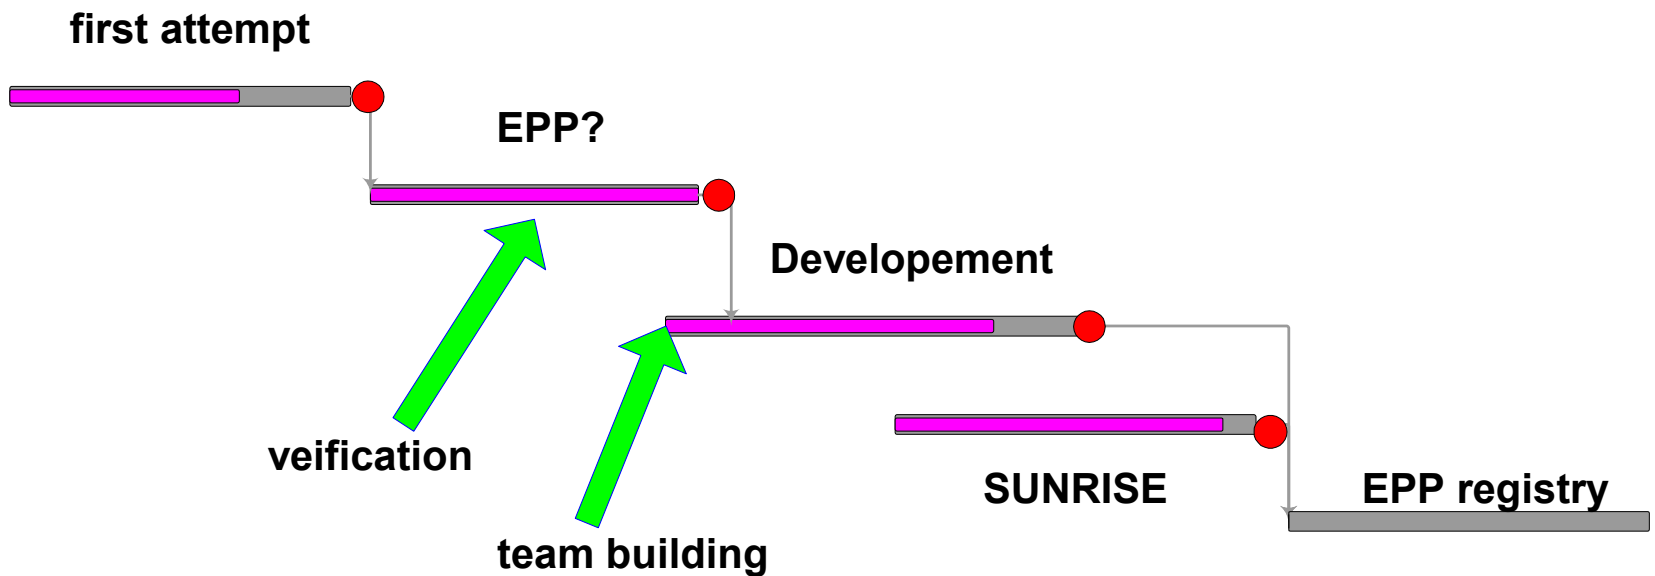 first attempt
EPP?
Developement
veification
SUNRISE
EPP registry
team building